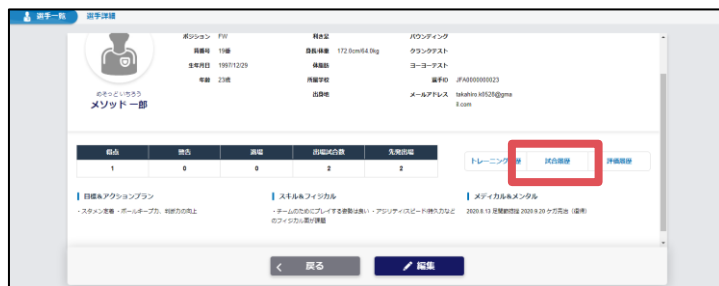 選手一覧 選手詳細
ポジション FW 利き足 バウンディング
背番号 19番 身長/体重 172.0cm/64.0kg クランクテスト
生年月日 1997/12/29 体脂肪 ヨーヨーテスト
年齢 23歳 所属学校 選手ID JFA0000000023
出身地 メールアドレス takahiro.k0528@gma
il.com
めそっどいちろう
メソッド 一郎
得点 警告 退場 出場試合数 先発出場
1 0 0 2 2
トレーニング履歴 試合履歴 評価履歴
目標&アクションプラン スキル&フィジカル メディカル&メンタル
・スタメン定着 ・ボールキープ力、判断力の向上 ・チームのためにプレイする姿勢は良い ・アジリティ(スピード/持久力など 2020.8.13 足関節捻挫 2020.9.20 ケガ完治(復帰)
のフィジカル面が課題
戻る 編集